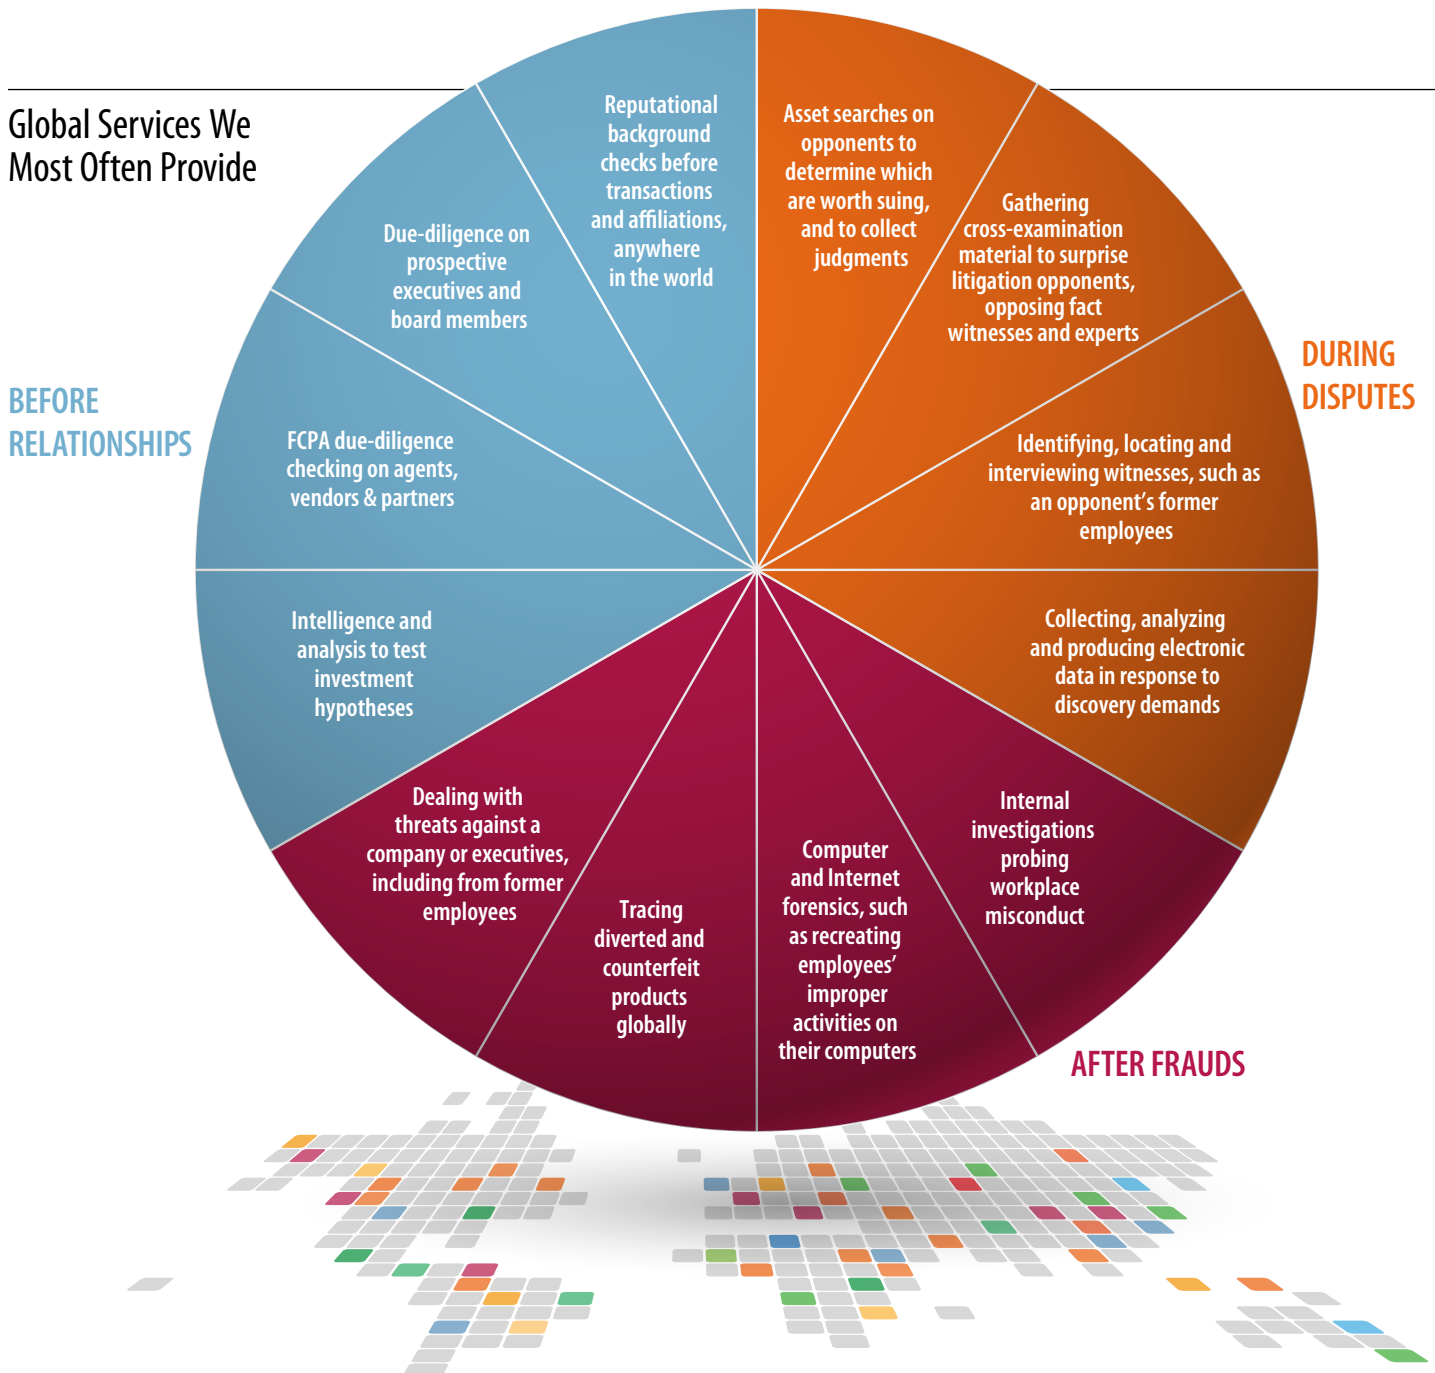 Global Services We
Most Often Provide
BEFORE
RELATIONSHIPS
Reputational
background
checks before
transactions
and affiliations,
anywhere
in the world
Due-diligence on
prospective
executives and
board members
FCPA due-diligence
checking on agents,
vendors & partners
Intelligence and
analysis to test
investment
hypotheses
DURING
DISPUTES
Asset searches on
opponents to
determine which
are worth suing,
and to collect
judgments
Gathering
cross-examination
material to surprise
litigation opponents,
opposing fact
witnesses and experts
Identifying, locating and
interviewing witnesses, such as
an opponent’s former
employees
Collecting, analyzing
and producing electronic
data in response to
discovery demands
AFTER FRAUDS
Internal
investigations
probing
workplace
misconduct
Computer
and Internet
forensics, such
as recreating
employees’
improper
activities on
their computers
Tracing
diverted and
counterfeit
products
globally
Dealing with
threats against a
company or executives,
including from former
employees